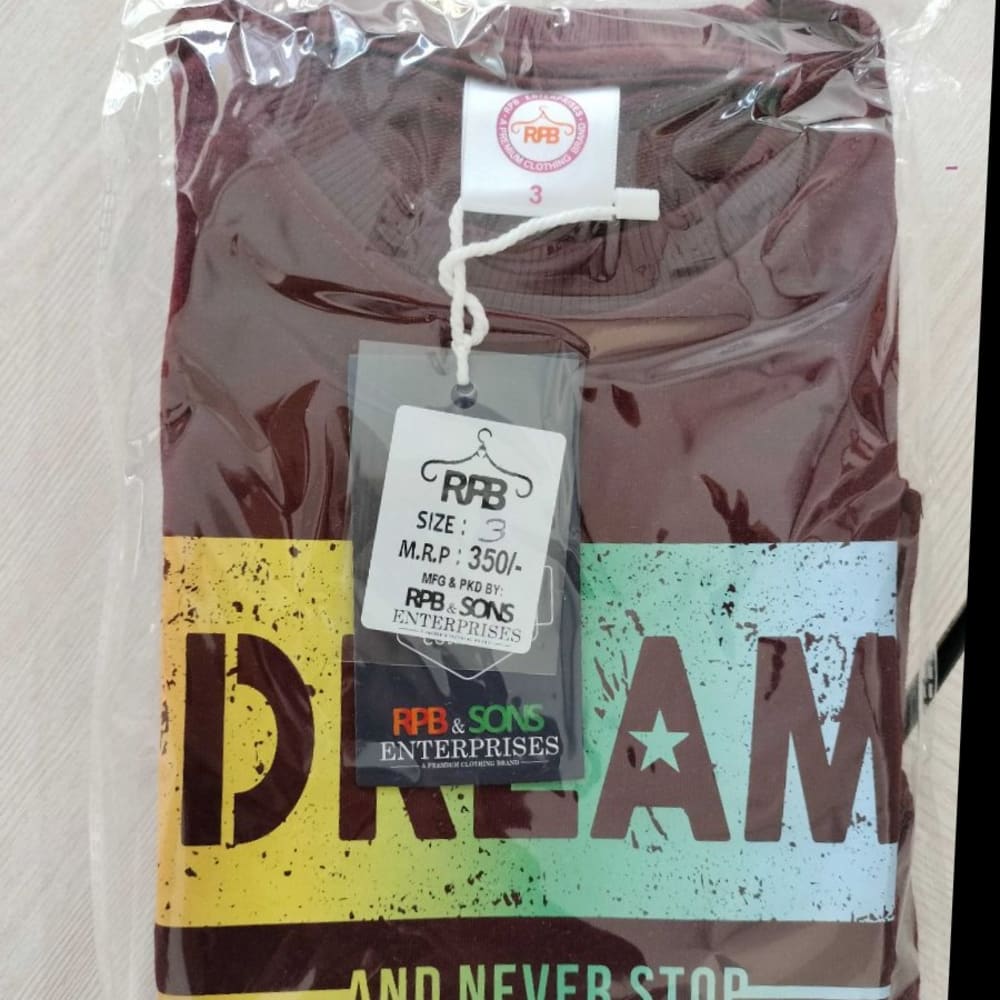 RPB ENTERPRISES
RPB
A PREMIUM CLOTHING BRAND
3
RPB
SIZE : 3
M.R.P : 350/-
MFG & PKD BY:
RPB & SONS
ENTERPRISES
RPB & SONS
ENTERPRISES
A PRAMIUM CLOTHING BRAND
DREAM
AND NEVER STOP